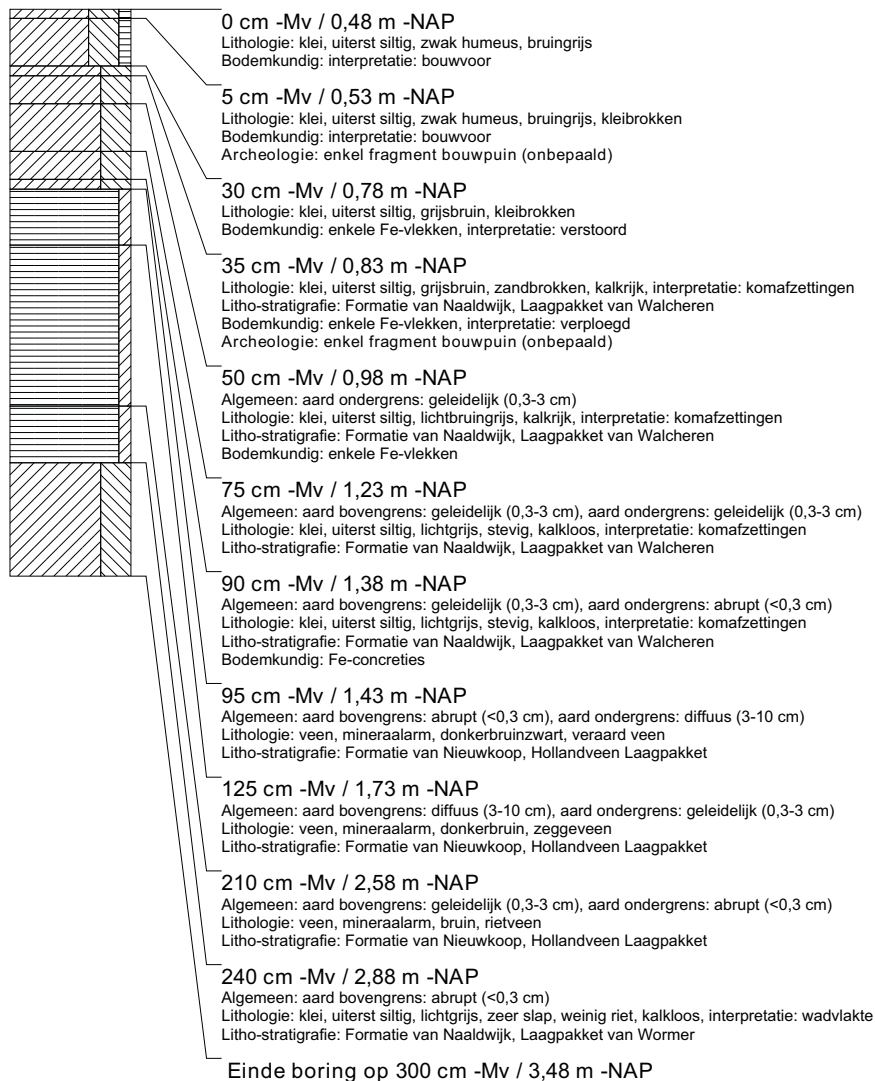 0 cm -Mv / 0,48 m -NAP
Lithologie: klei, uiterst siltig, zwak humeus, bruingrijs
Bodemkundig: interpretatie: bouwvoor
5 cm -Mv / 0,53 m -NAP
Lithologie: klei, uiterst siltig, zwak humeus, bruingrijs, kleibrokken
Bodemkundig: interpretatie: bouwvoor
Archeologie: enkel fragment bouwpuin (onbepaald)
30 cm -Mv / 0,78 m -NAP
Lithologie: klei, uiterst siltig, grijsbruin, kleibrokken
Bodemkundig: enkele Fe-vlekken, interpretatie: verstoord
35 cm -Mv / 0,83 m -NAP
Lithologie: klei, uiterst siltig, grijsbruin, zandbrokken, kalkrijk, interpretatie: komafzettingen
Litho-stratigrafie: Formatie van Naaldwijk, Laagpakket van Walcheren
Bodemkundig: enkele Fe-vlekken, interpretatie: verploegd
Archeologie: enkel fragment bouwpuin (onbepaald)
50 cm -Mv / 0,98 m -NAP
Algemeen: aard ondergrens: geleidelijk (0,3-3 cm)
Lithologie: klei, uiterst siltig, lichtbruingrijs, kalkrijk, interpretatie: komafzettingen
Litho-stratigrafie: Formatie van Naaldwijk, Laagpakket van Walcheren
Bodemkundig: enkele Fe-vlekken
75 cm -Mv / 1,23 m -NAP
Algemeen: aard bovengrens: geleidelijk (0,3-3 cm), aard ondergrens: geleidelijk (0,3-3 cm)
Lithologie: klei, uiterst siltig, lichtgrijs, stevig, kalkloos, interpretatie: komafzettingen
Litho-stratigrafie: Formatie van Naaldwijk, Laagpakket van Walcheren
90 cm -Mv / 1,38 m -NAP
Algemeen: aard bovengrens: geleidelijk (0,3-3 cm), aard ondergrens: abrupt (<0,3 cm)
Lithologie: klei, uiterst siltig, lichtgrijs, stevig, kalkloos, interpretatie: komafzettingen
Litho-stratigrafie: Formatie van Naaldwijk, Laagpakket van Walcheren
Bodemkundig: Fe-concreties
95 cm -Mv / 1,43 m -NAP
Algemeen: aard bovengrens: abrupt (<0,3 cm), aard ondergrens: diffuus (3-10 cm)
Lithologie: veen, mineraalarm, donkerbruinzwart, veraard veen
Litho-stratigrafie: Formatie van Nieuwkoop, Hollandveen Laagpakket
125 cm -Mv / 1,73 m -NAP
Algemeen: aard bovengrens: diffuus (3-10 cm), aard ondergrens: geleidelijk (0,3-3 cm)
Lithologie: veen, mineraalarm, donkerbruin, zeggeveen
Litho-stratigrafie: Formatie van Nieuwkoop, Hollandveen Laagpakket
210 cm -Mv / 2,58 m -NAP
Algemeen: aard bovengrens: geleidelijk (0,3-3 cm), aard ondergrens: abrupt (<0,3 cm)
Lithologie: veen, mineraalarm, bruin, rietveen
Litho-stratigrafie: Formatie van Nieuwkoop, Hollandveen Laagpakket
240 cm -Mv / 2,88 m -NAP
Algemeen: aard bovengrens: abrupt (<0,3 cm)
Lithologie: klei, uiterst siltig, lichtgrijs, zeer slap, weinig riet, kalkloos, interpretatie: wadvlakte
Litho-stratigrafie: Formatie van Naaldwijk, Laagpakket van Wormer
Einde boring op 300 cm -Mv / 3,48 m -NAP